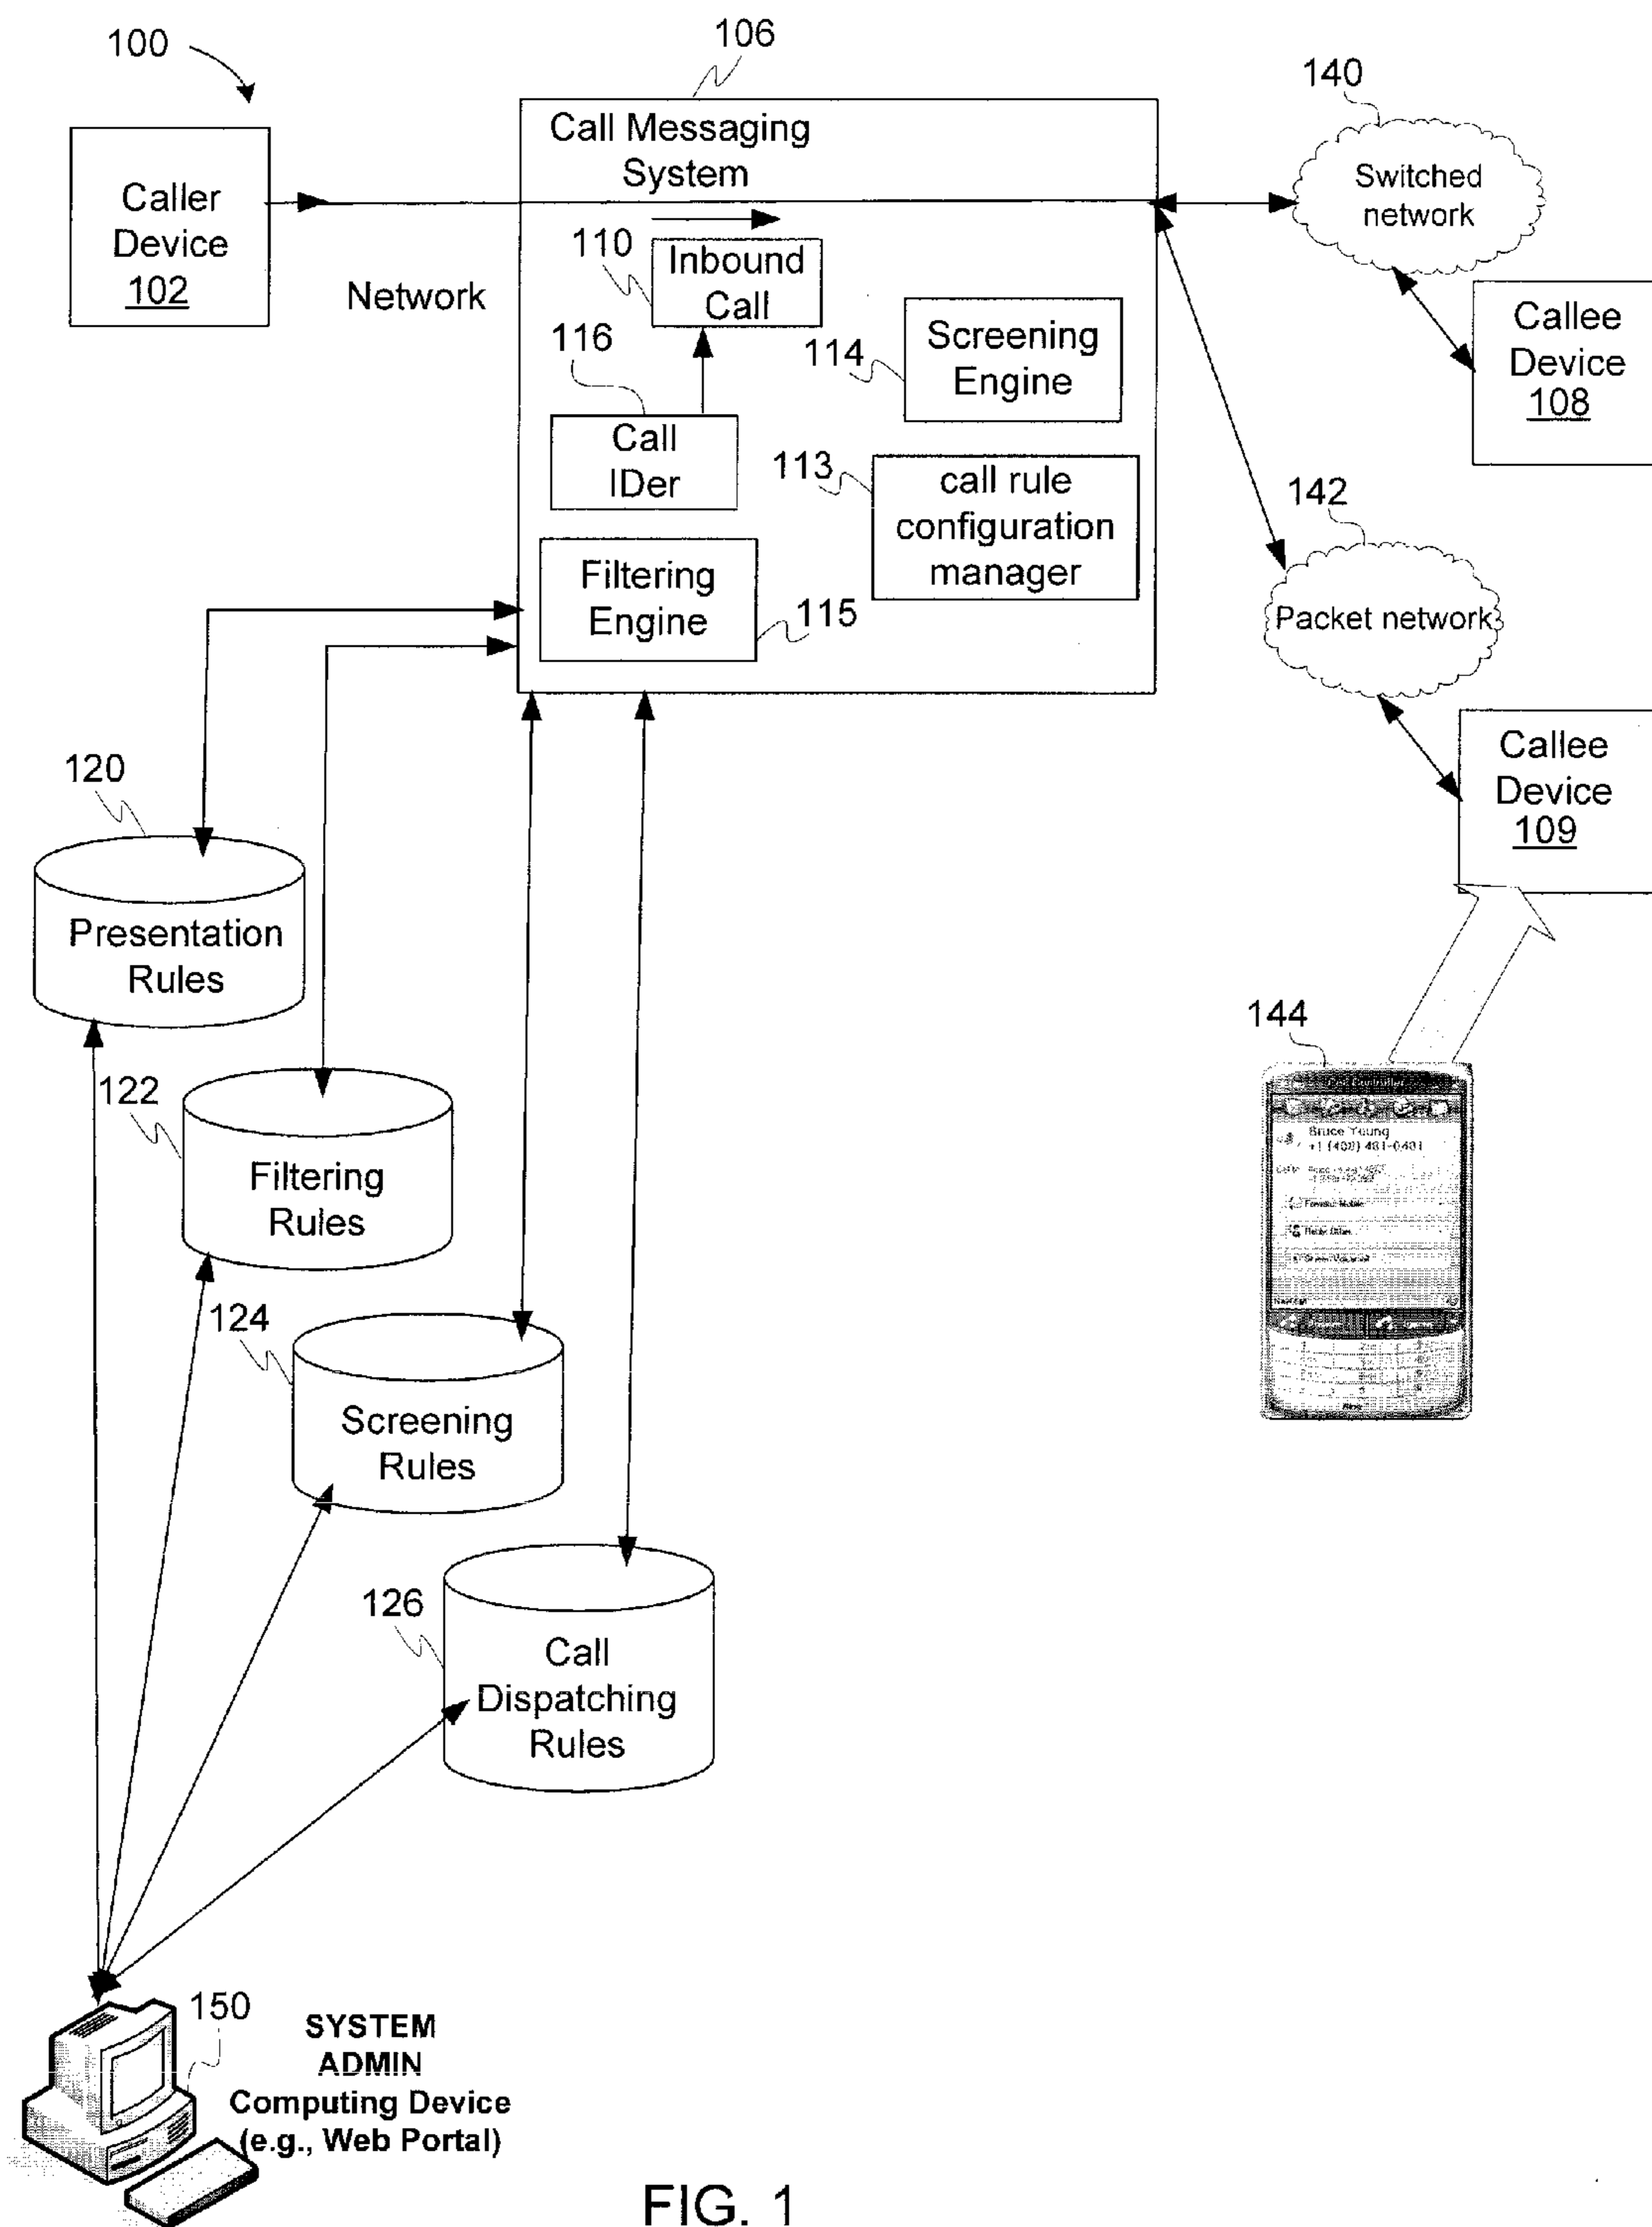 100
106
140
Call Messaging
System
Caller
Device
102
Switched
network
110
Inbound
Call
Network
116
114
Screening
Engine
Callee
Device
108
Call
IDer
113
call rule
configuration
manager
142
Filtering
Engine
115
Packet network
120
Callee
Device
109
Presentation
Rules
144
122
Bruce Young
Filtering
Rules
124
Screening
Rules
126
Call
Dispatching
Rules
150
SYSTEM
ADMIN
Computing Device
(e.g., Web Portal)
FIG. 1